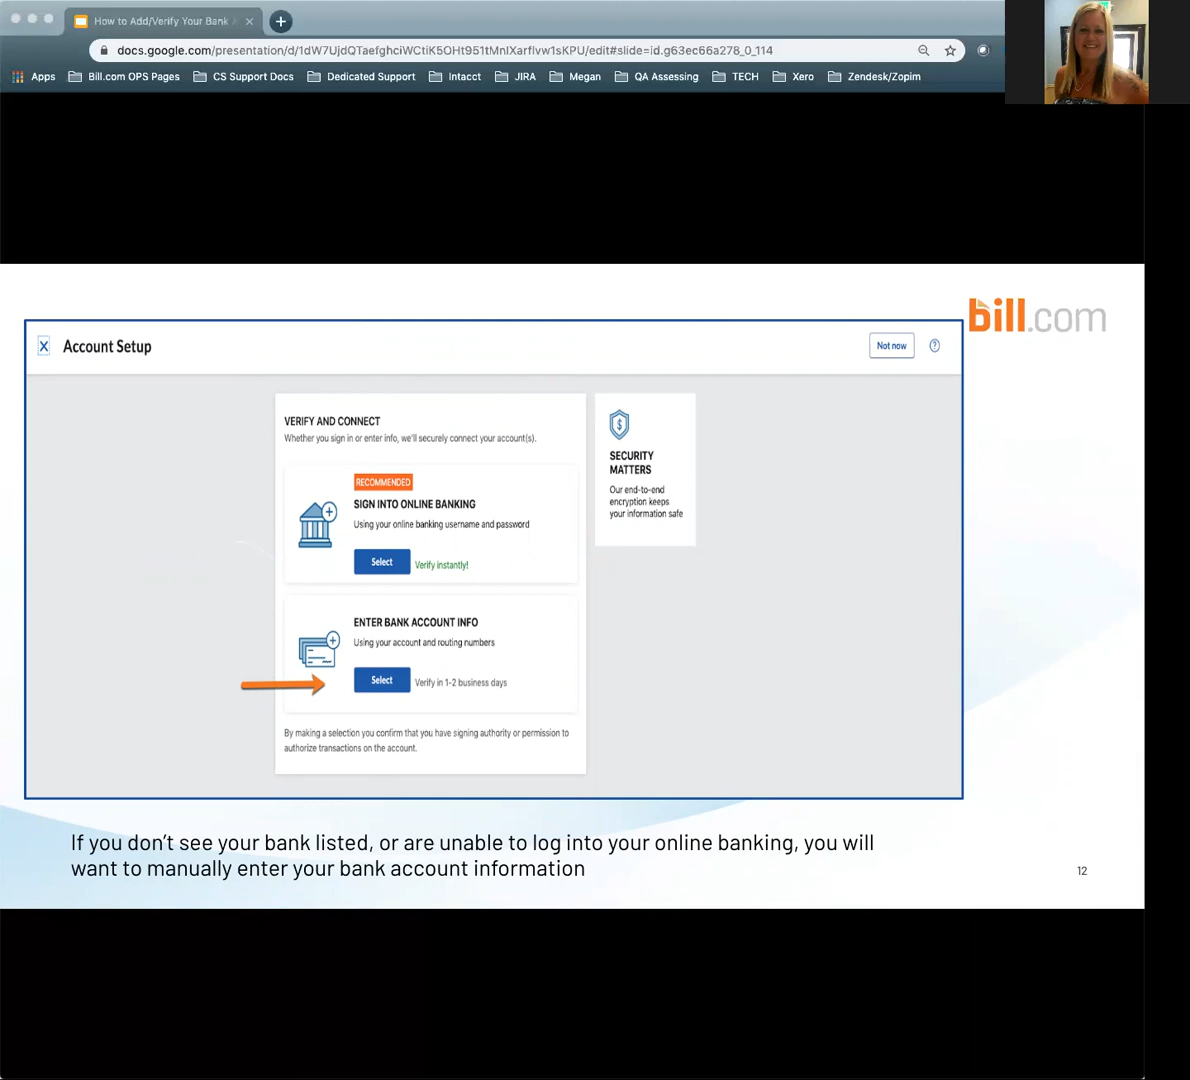 How to Add/Verify Your Bank
docs.google.com/presentation/d/1dW7UjdQTaefghciWCtiK5OHt951tMnIXarfIvw1sKPU/edit#slide=id.g63ec66a278_0_114
Apps Bill.com OPS Pages CS Support Docs Dedicated Support Intacct JIRA Megan QA Assessing TECH Xero Zendesk/Zopim
bill.com
X Account Setup
Not now ?
VERIFY AND CONNECT
Whether you sign in or enter info, we'll securely connect your account(s).
RECOMMENDED
SIGN INTO ONLINE BANKING
Using your online banking username and password
Select Verify instantly!
ENTER BANK ACCOUNT INFO
Using your account and routing numbers
Select Verify in 1-2 business days
By making a selection you confirm that you have signing authority or permission to
authorize transactions on the account.
$
SECURITY
MATTERS
Our end-to-end
encryption keeps
your information safe
If you don't see your bank listed, or are unable to log into your online banking, you will
want to manually enter your bank account information
12